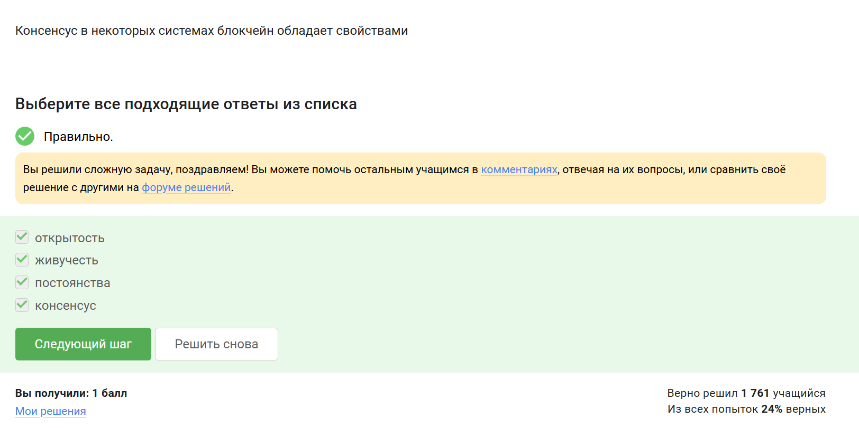 Консенсус в некоторых системах блокчейн обладает свойствами
Выберите все подходящие ответы из списка
Правильно.
Вы решили сложную задачу, поздравляем! Вы можете помочь остальным учащимся в комментариях, отвечая на их вопросы, или сравнить своё
решение с другими на форуме решений.
открытость
живучесть
постоянства
консенсус
Следующий шаг Решить снова
Вы получили: 1 балл
Верно решил 1 761 учащийся
Мои решения
Из всех попыток 24% верных